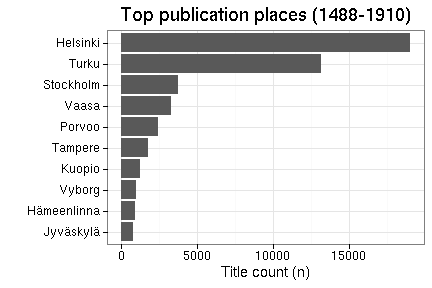 Top publication places (1488-1910)
Helsinki
Turku
Stockholm
Vaasa
Porvoo
Tampere
Kuopio
Vyborg
Hämeenlinna
Jyväskylä
0 5000 10000 15000
Title count (n)